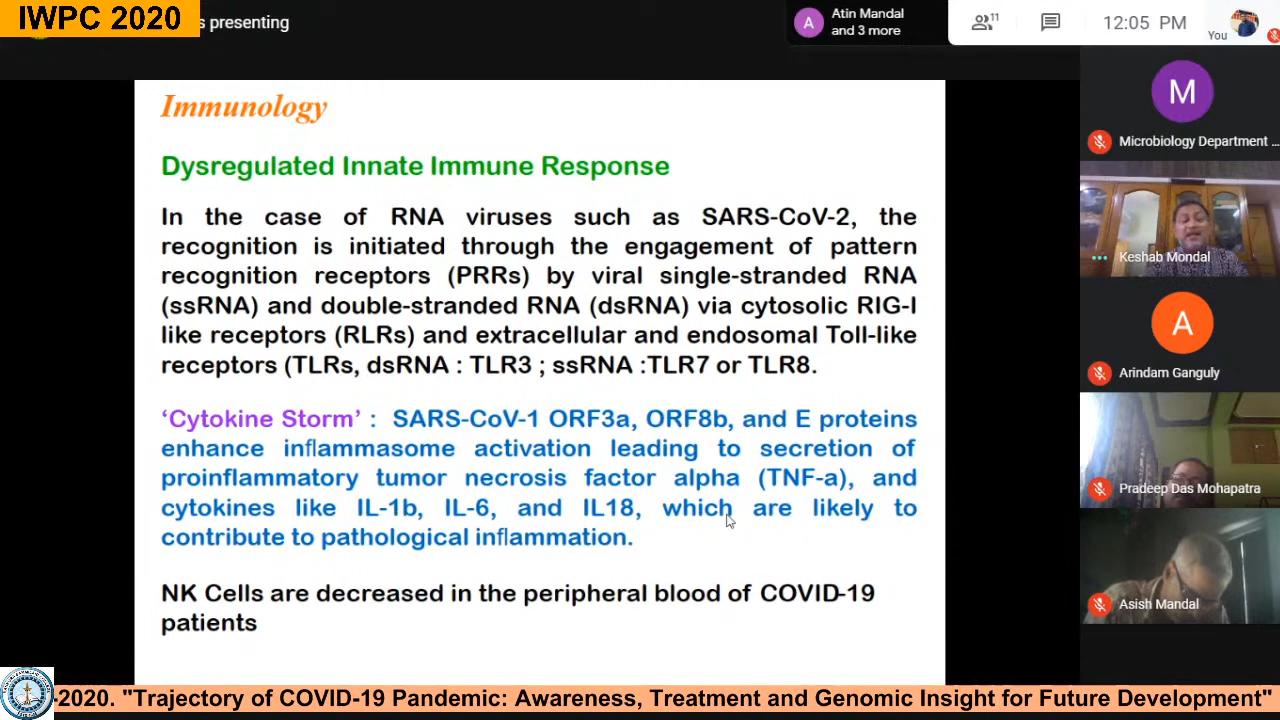 IWPC 2020
s presenting
A
Atin Mandal
and 3 more
11
12:05 PM
You
Immunology
Dysregulated Innate Immune Response
In the case of RNA viruses such as SARS-CoV-2, the
recognition is initiated through the engagement of pattern
recognition receptors (PRRs) by viral single-stranded RNA
(ssRNA) and double-stranded RNA (dsRNA) via cytosolic RIG-I
like receptors (RLRs) and extracellular and endosomal Toll-like
receptors (TLRs, dsRNA : TLR3 ; ssRNA :TLR7 or TLR8.
‘Cytokine Storm’ : SARS-CoV-1 ORF3a, ORF8b, and E proteins
enhance inflammasome activation leading to secretion of
proinflammatory tumor necrosis factor alpha (TNF-a), and
cytokines like IL-1b, IL-6, and IL18, which are likely to
contribute to pathological inflammation.
NK Cells are decreased in the peripheral blood of COVID-19
patients
M
Microbiology Department ...
Keshab Mondal
A
Arindam Ganguly
Pradeep Das Mohapatra
Asish Mandal
-2020. "Trajectory of COVID-19 Pandemic: Awareness, Treatment and Genomic Insight for Future Development"